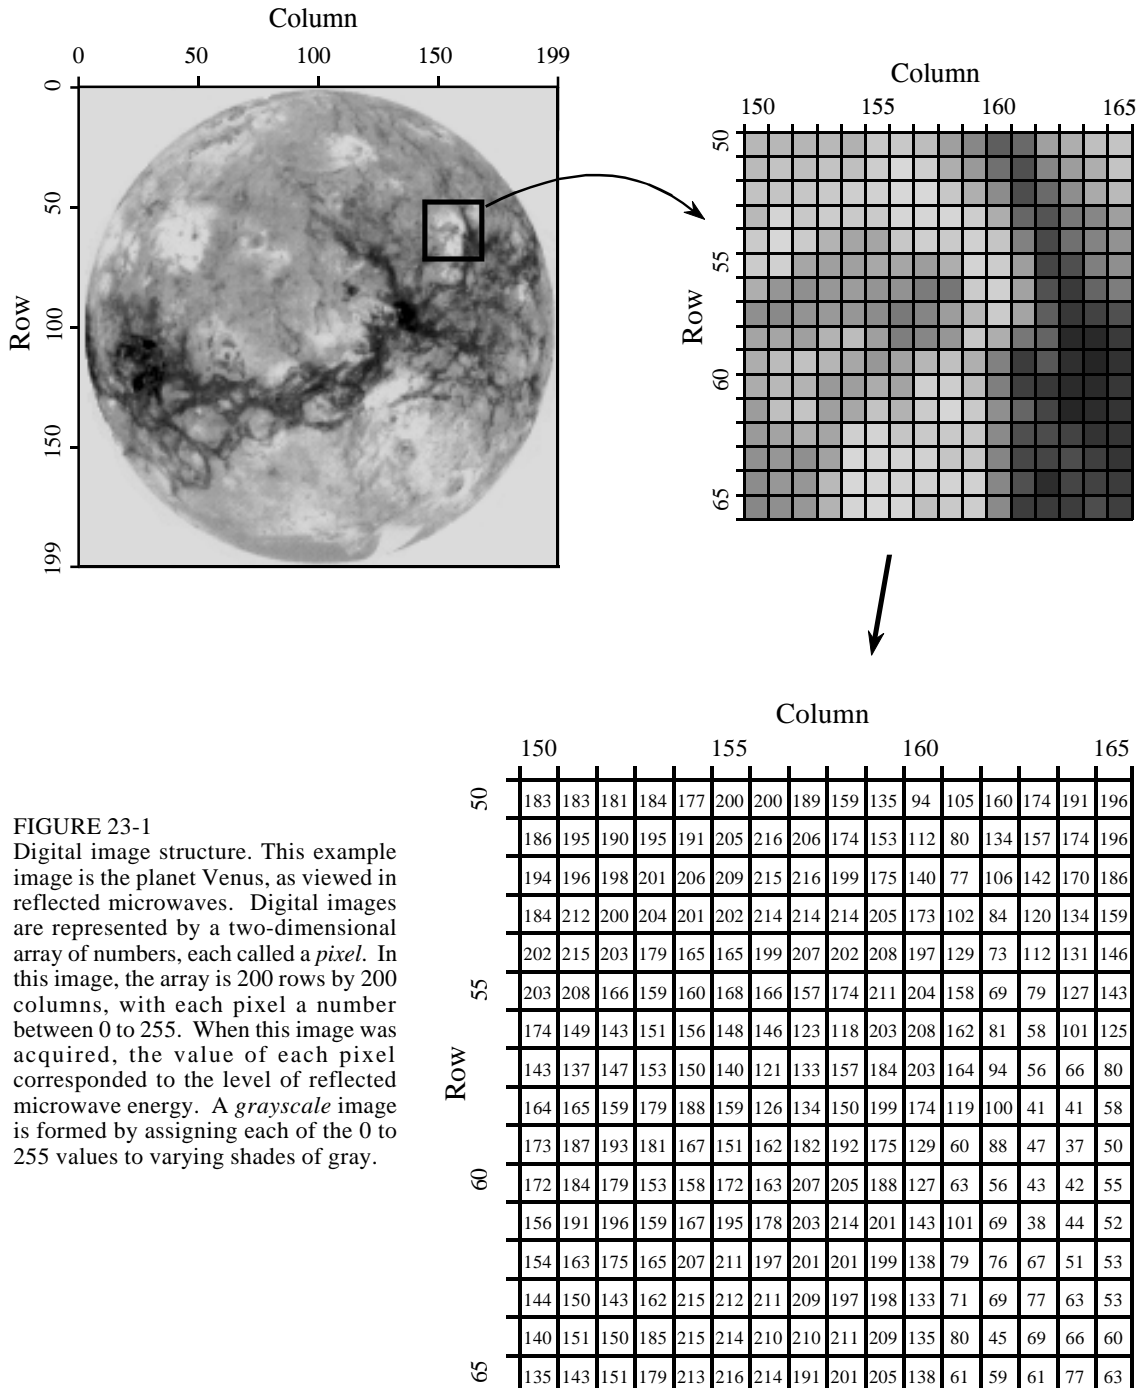 Column
0 50 100 150 199
Row
0
50
100
150
199
Column
150 155 160 165
Row
50
55
60
65
FIGURE 23-1
Digital image structure. This example
image is the planet Venus, as viewed in
reflected microwaves. Digital images
are represented by a two-dimensional
array of numbers, each called a pixel. In
this image, the array is 200 rows by 200
columns, with each pixel a number
between 0 to 255. When this image was
acquired, the value of each pixel
corresponded to the level of reflected
microwave energy. A grayscale image
is formed by assigning each of the 0 to
255 values to varying shades of gray.
Column
150 155 160 165
Row
50
55
60
65
183 183 181 184 177 200 200 189 159 135 94 105 160 174 191 196
186 195 190 195 191 205 216 206 174 153 112 80 134 157 174 196
194 196 198 201 206 209 215 216 199 175 140 77 106 142 170 186
184 212 200 204 201 202 214 214 214 205 173 102 84 120 134 159
202 215 203 179 165 165 199 207 202 208 197 129 73 112 131 146
203 208 166 159 160 168 166 157 174 211 204 158 69 79 127 143
174 149 143 151 156 148 146 123 118 203 208 162 81 58 101 125
143 137 147 153 150 140 121 133 157 184 203 164 94 56 66 80
164 165 159 179 188 159 126 134 150 199 174 119 100 41 41 58
173 187 193 181 167 151 162 182 192 175 129 60 88 47 37 50
172 184 179 153 158 172 163 207 205 188 127 63 56 43 42 55
156 191 196 159 167 195 178 203 214 201 143 101 69 38 44 52
154 163 175 165 207 211 197 201 201 199 138 79 76 67 51 53
144 150 143 162 215 212 211 209 197 198 133 71 69 77 63 53
140 151 150 185 215 214 210 210 211 209 135 80 45 69 66 60
135 143 151 179 213 216 214 191 201 205 138 61 59 61 77 63